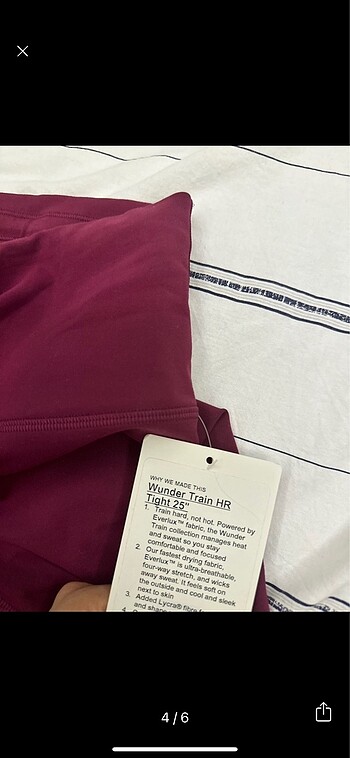 WHY WE MADE THIS
Wunder Train HR
Tight 25"
1. Train hard, not hot. Powered by
Everlux™ fabric, the Wunder
Train collection manages heat
and sweat so you stay
comfortable and focused
2. Our fastest drying fabric,
Everlux™ is ultra-breathable,
four-way stretch, and wicks
away sweat. It feels soft on
the outside and cool and sleek
next to skin
3. Added Lycra® fibre
and
4.
4 / 6